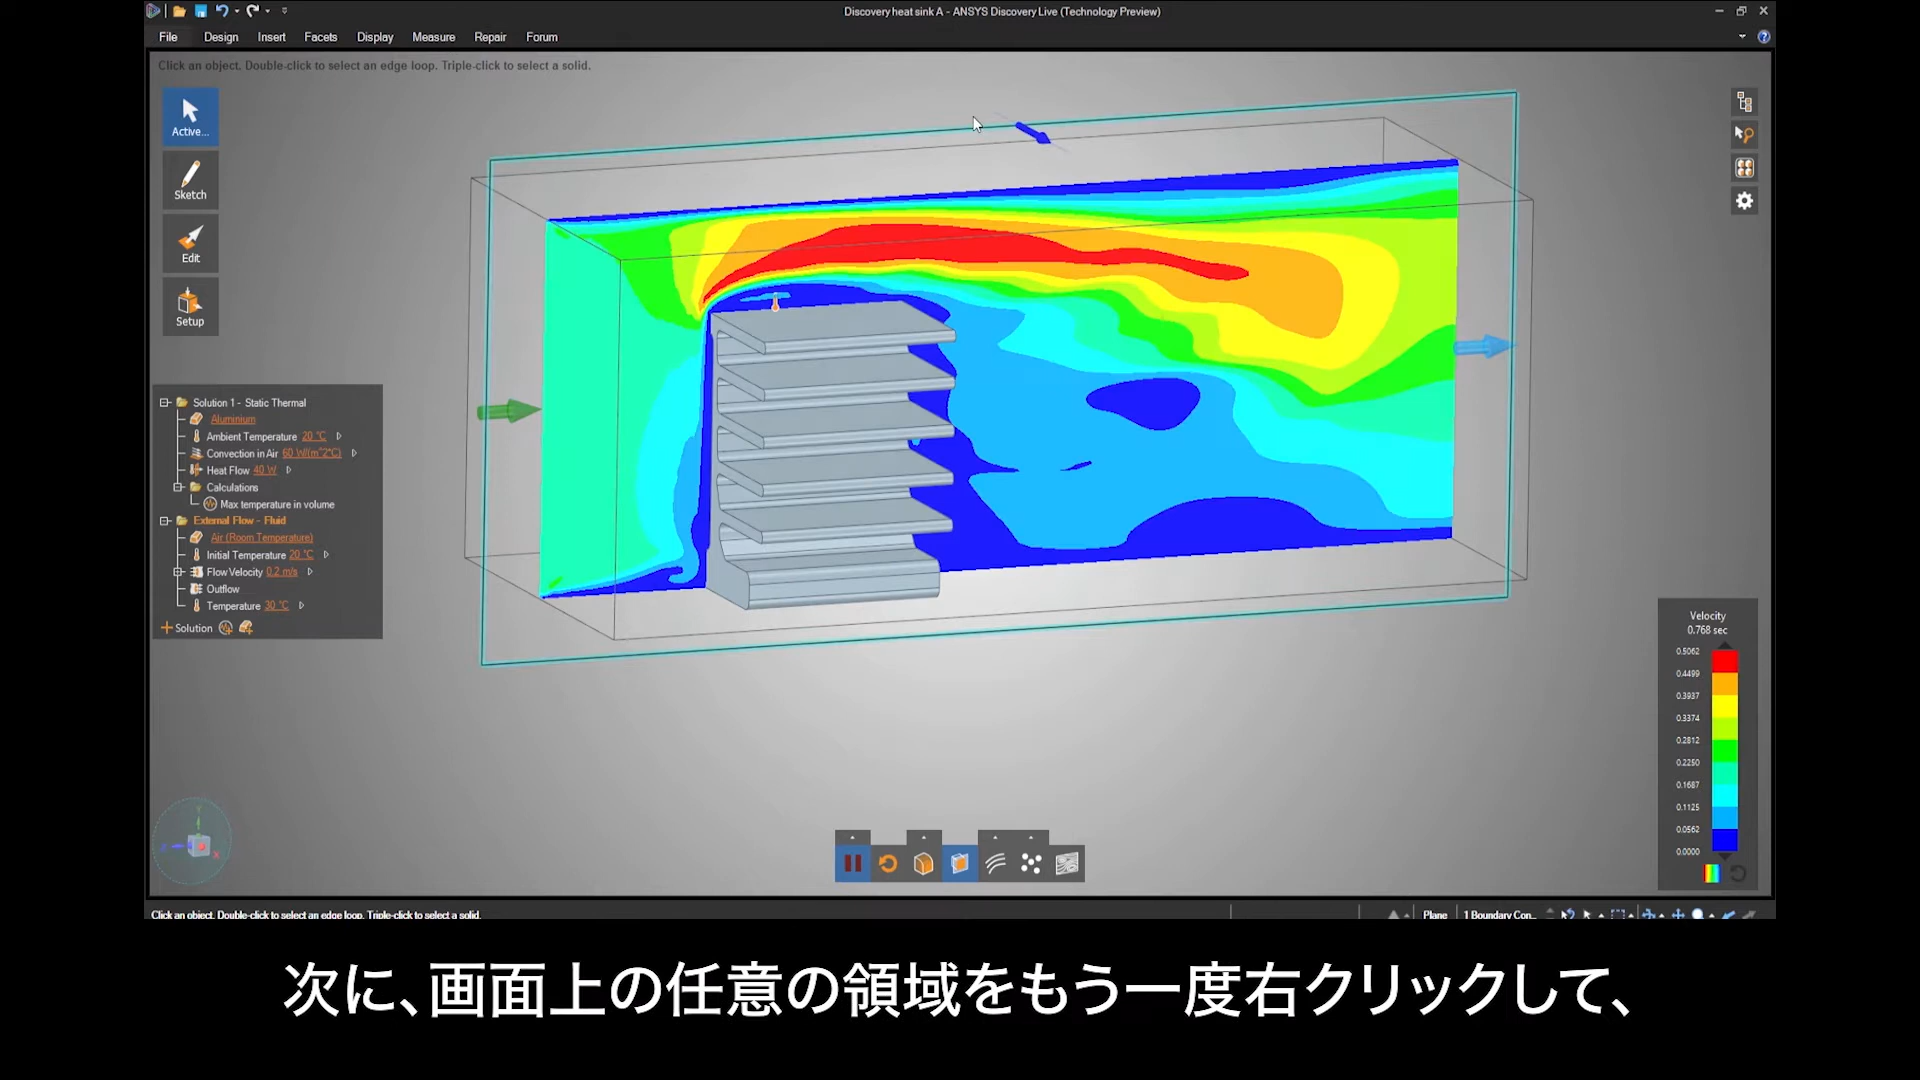 Discovery heat sink A - ANSYS Discovery Live (Technology Preview)
File Design Insert Facets Display Measure Repair Forum
Click an object. Double-click to select an edge loop. Triple-click to select a solid.
Active...
Sketch
Edit
Setup
Solution 1 - Static Thermal
Aluminium
Ambient Temperature 20 °C
Convection in Air 60 W/(m^2°C)
Heat Flow 40 W
Calculations
Max temperature in volume
External Flow - Fluid
Air (Room Temperature)
Initial Temperature 20 °C
Flow Velocity 0.2 m/s
Outflow
Temperature 30 °C
Solution
Velocity
0.768 sec
0.5062
0.4499
0.3937
0.3374
0.2812
0.2250
0.1687
0.1125
0.0562
0.0000
Click an object. Double-click to select an edge loop. Triple-click to select a solid.
Plane 1 Boundary Con...
次に、画面上の任意の領域をもう一度右クリックして、